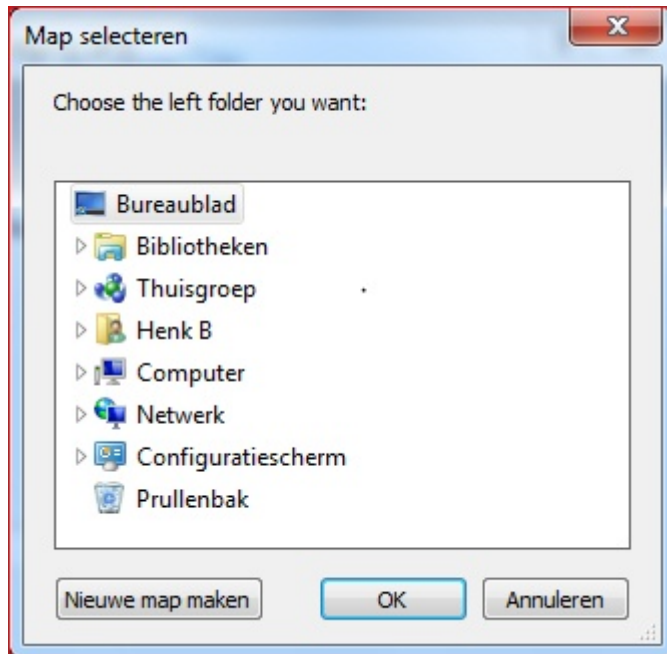 Map selecteren
Choose the left folder you want:
Bureaublad
Bibliotheken
Thuisgroep
Henk B
Computer
Netwerk
Configuratiescherm
Prullenbak
Nieuwe map maken OK Annuleren